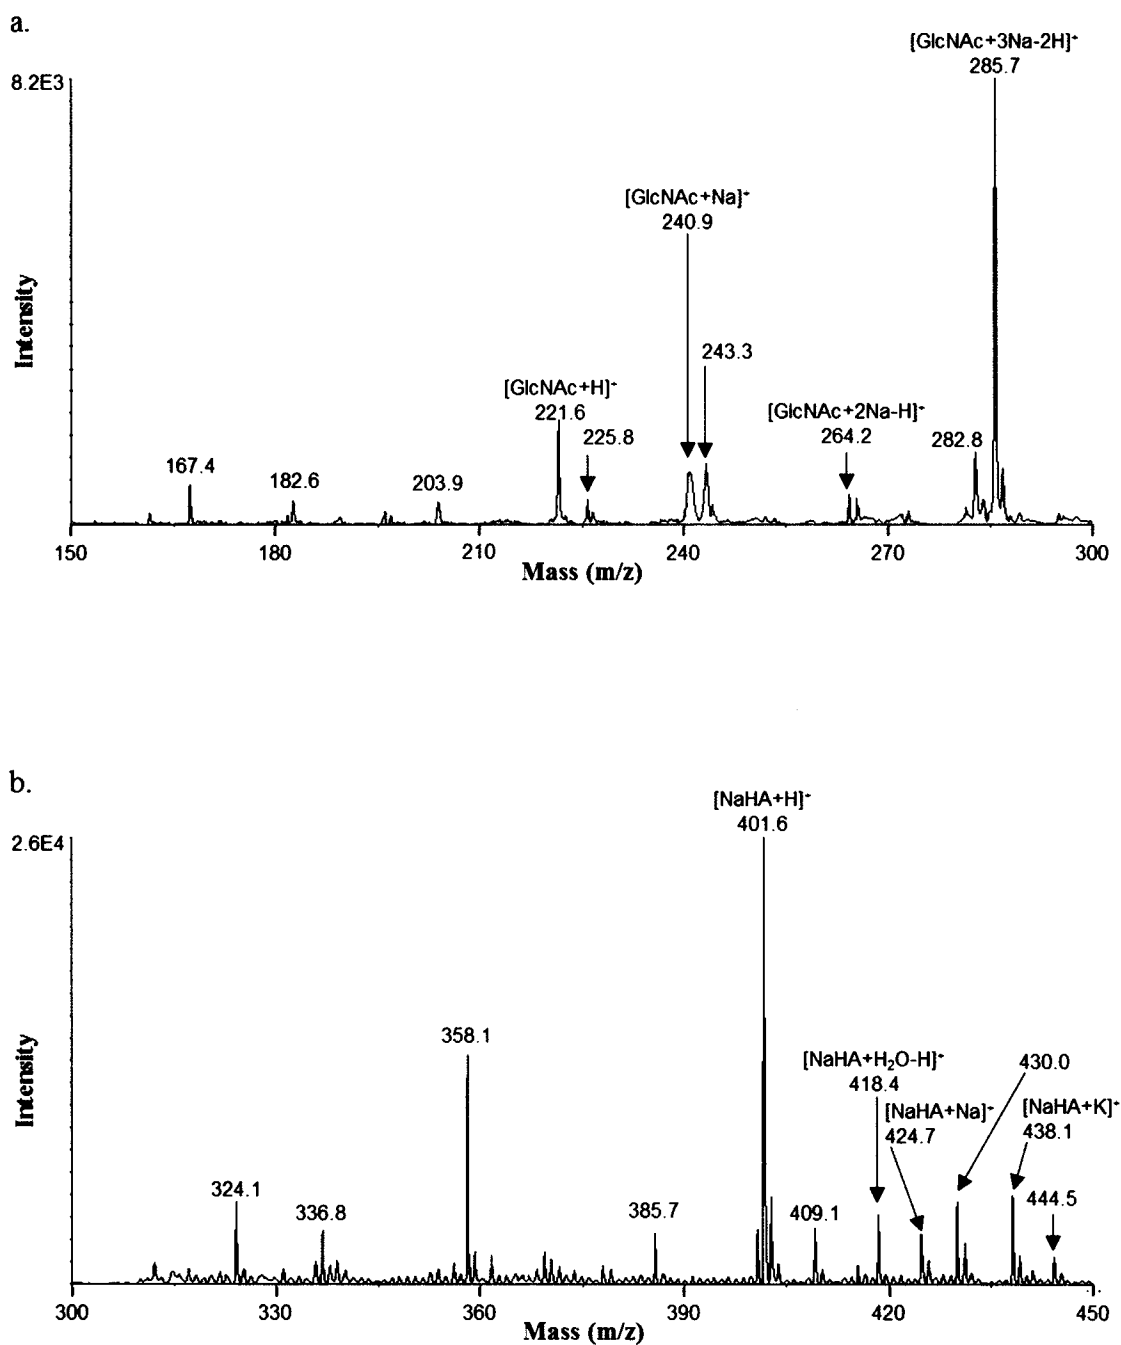 a.
[GlcNAc+3Na-2H]+
285.7
8.2E3
[GlcNAc+Na]+
240.9
243.3
[GlcNAc+H]+
221.6
225.8
[GlcNAc+2Na-H]+
264.2
282.8
167.4
182.6
203.9
Intensity
150
180
210
240
270
300
Mass (m/z)
b.
[NaHA+H]+
401.6
2.6E4
358.1
[NaHA+H₂O-H]+
418.4
430.0
[NaHA+Na]+
424.7
[NaHA+K]+
438.1
324.1
336.8
385.7
409.1
444.5
Intensity
300
330
360
390
420
450
Mass (m/z)